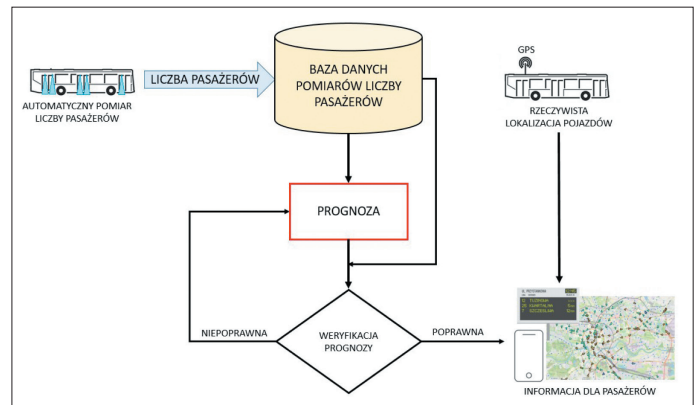 GPS
BAZA DANYCH
POMIARÓW LICZBY
PASAŻERÓW
LICZBA PASAŻERÓW
AUTOMATYCZNY POMIAR
LICZBY PASAŻERÓW
RZECZYWISTA
LOKALIZACJA POJAZDÓW
PROGNOZA
NIEPOPRAWNA
WERYFIKACJA
PROGNOZY
POPRAWNA
INFORMACJA DLA PASAŻERÓW